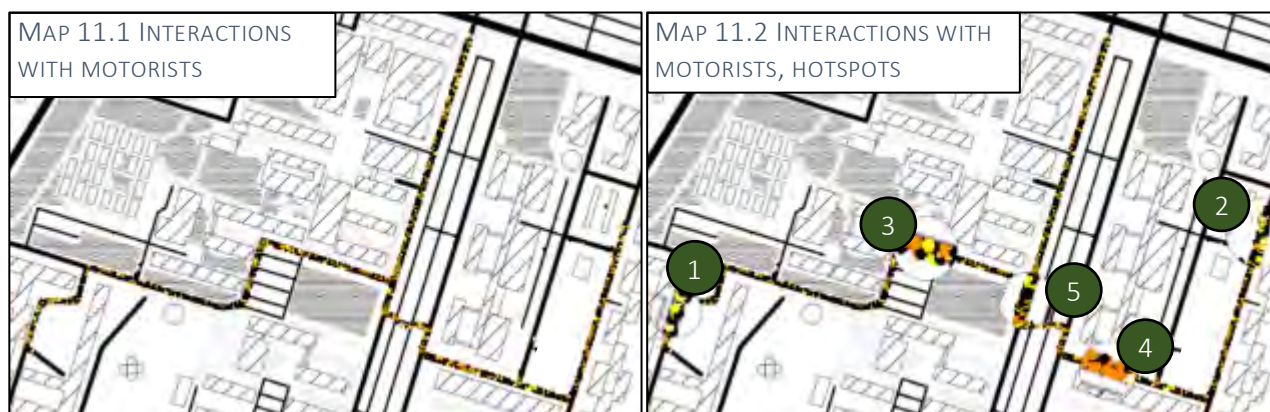 MAP 11.1 INTERACTIONS
WITH MOTORISTS
MAP 11.2 INTERACTIONS WITH
MOTORISTS, HOTSPOTS
1
2
3
4
5